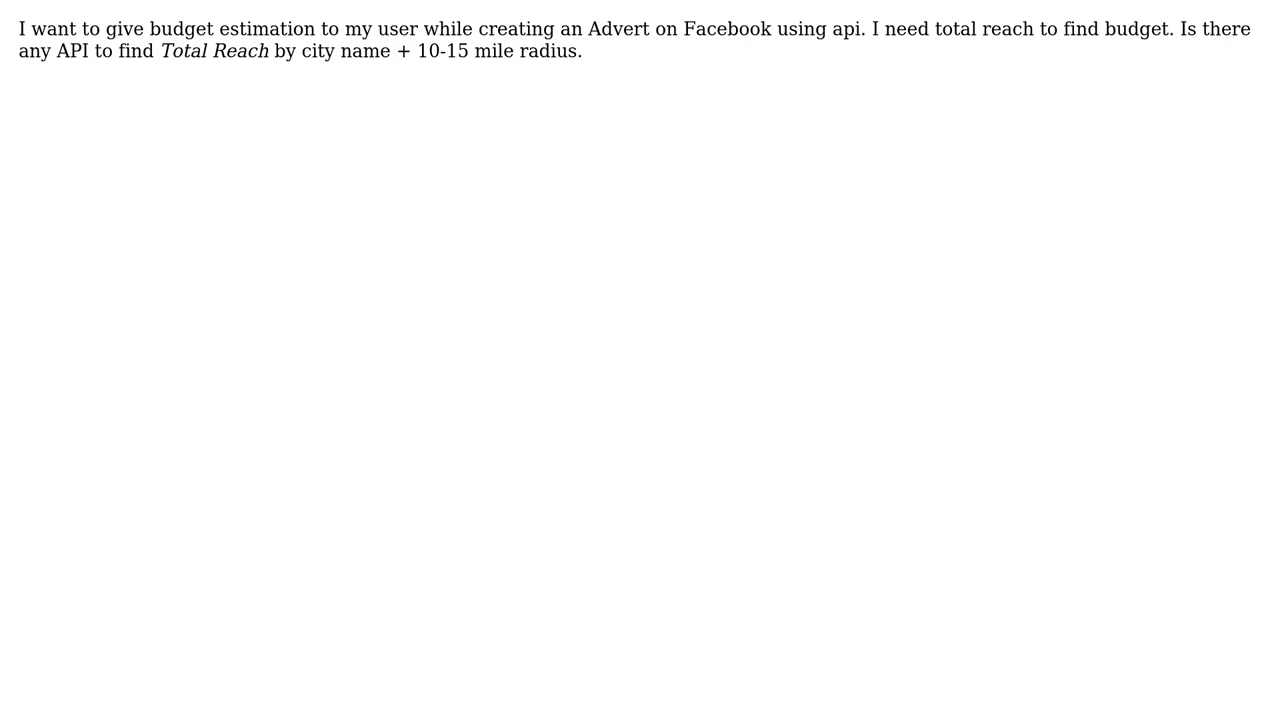 I want to give budget estimation to my user while creating an Advert on Facebook using api. I need total reach to find budget. Is there
any API to find Total Reach by city name + 10-15 mile radius.